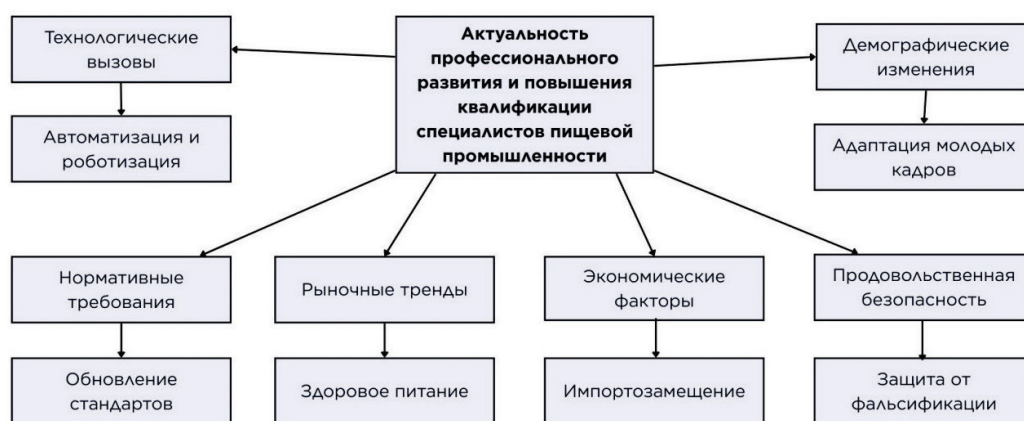 Технологические
вызовы
Актуальность
профессионального
развития и повышения
квалификации
специалистов пищевой
промышленности
Демографические
изменения
Автоматизация и
роботизация
Адаптация молодых
кадров
Нормативные
требования
Рыночные тренды
Экономические
факторы
Продовольственная
безопасность
Обновление
стандартов
Здоровое питание
Импортозамещение
Защита от
фальсификации